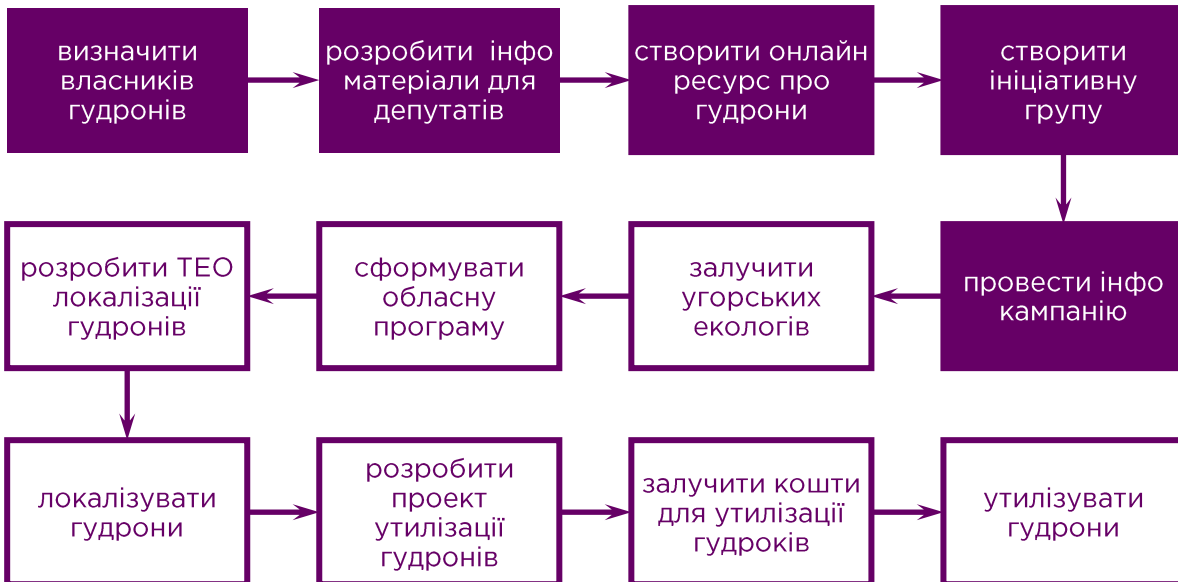 визначити
власників
гудронів
розробити інфо
матеріали для
депутатів
створити онлайн
ресурс про
гудрони
створити
ініціативну
групу
провести інфо
кампанію
залучити
угорських
екологів
сформувати
обласну
програму
розробити ТЕО
локалізації
гудронів
локалізувати
гудрони
розробити
проект
утилізації
гудронів
залучити кошти
для утилізації
гудроків
утилізувати
гудрони